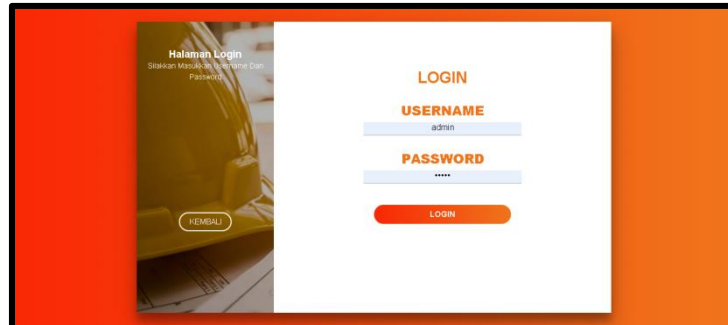 Halaman Login
Silakkan Masukkan Username Dan
Password
KEMBALI
LOGIN
USERNAME
admin
PASSWORD
•••••
LOGIN